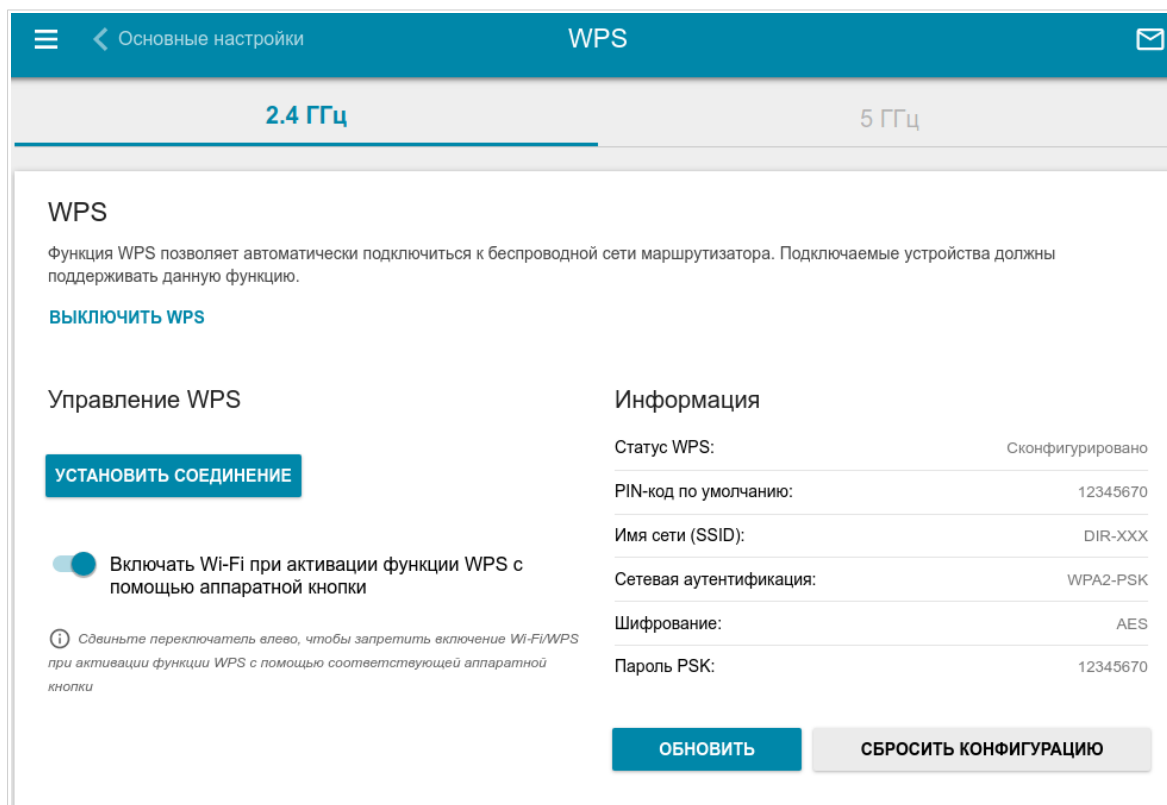 Основные настройки
WPS
2.4 ГГц
5 ГГц
WPS
Функция WPS позволяет автоматически подключиться к беспроводной сети маршрутизатора. Подключаемые устройства должны
поддерживать данную функцию.
ВЫКЛЮЧИТЬ WPS
Управление WPS
УСТАНОВИТЬ СОЕДИНЕНИЕ
Включать Wi-Fi при активации функции WPS с
помощью аппаратной кнопки
Сдвиньте переключатель влево, чтобы запретить включение Wi-Fi/WPS
при активации функции WPS с помощью соответствующей аппаратной
кнопки
Информация
Статус WPS: Сконфигурировано
PIN-код по умолчанию: 12345670
Имя сети (SSID): DIR-XXX
Сетевая аутентификация: WPA2-PSK
Шифрование: AES
Пароль PSK: 12345670
ОБНОВИТЬ
СБРОСИТЬ КОНФИГУРАЦИЮ